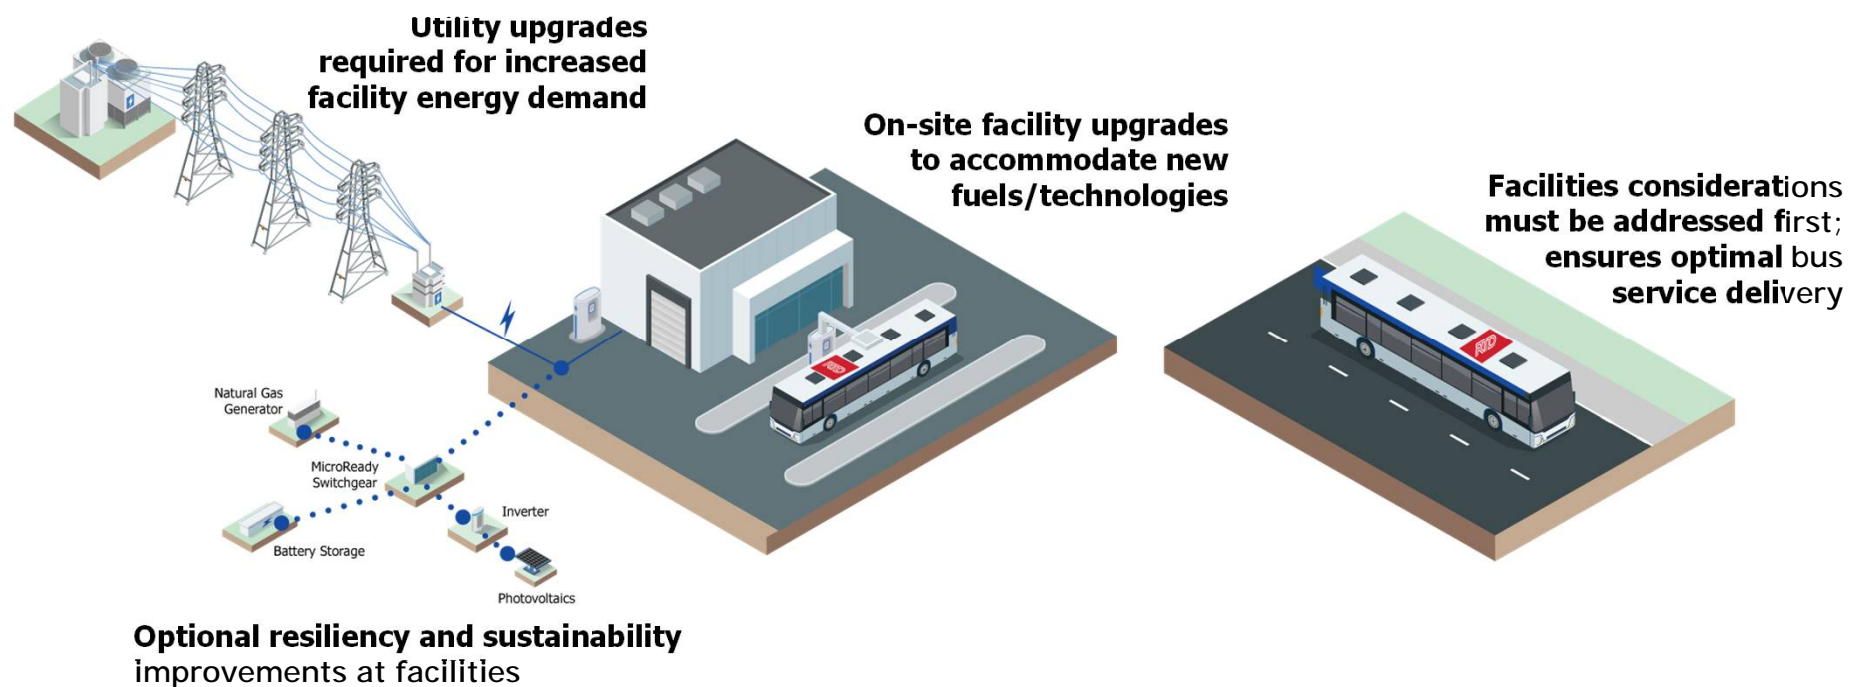 Utility upgrades
required for increased
facility energy demand
On-site facility upgrades
to accommodate new
fuels/technologies
Facilities considerations
must be addressed first;
ensures optimal bus
service delivery
RTD
RTD
Natural Gas
Generator
MicroReady
Switchgear
Inverter
Battery Storage
Photovoltaics
Optional resiliency and sustainability
improvements at facilities